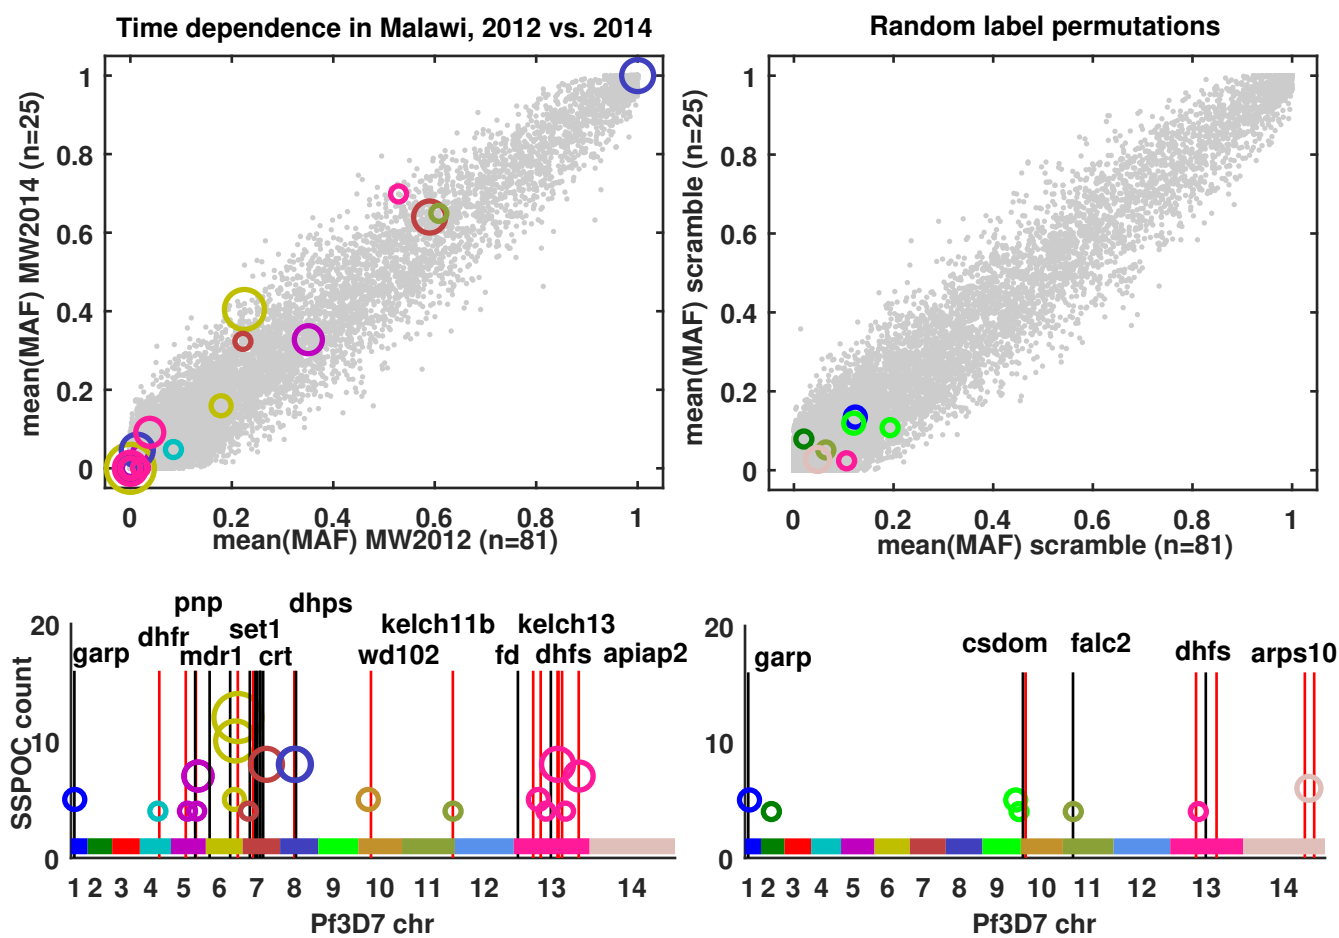 Time dependence in Malawi, 2012 vs. 2014
mean(MAF) MW2014 (n=25)
1
0.8
0.6
0.4
0.2
0
0 0.2 0.4 0.6 0.8 1
mean(MAF) MW2012 (n=81)
Random label permutations
mean(MAF) scramble (n=25)
1
0.8
0.6
0.4
0.2
0
0 0.2 0.4 0.6 0.8 1
mean(MAF) scramble (n=81)
SSPOC count
20
10
0
pnp dhps
dhfr set1 kelch11b kelch13
garp mdr1 crt wd102 fd dhfs apiap2
1 2 3 4 5 6 7 8 9 10 11 12 13 14
Pf3D7 chr
20
10
0
garp csdom falc2 dhfs arps10
1 2 3 4 5 6 7 8 9 10 11 12 13 14
Pf3D7 chr